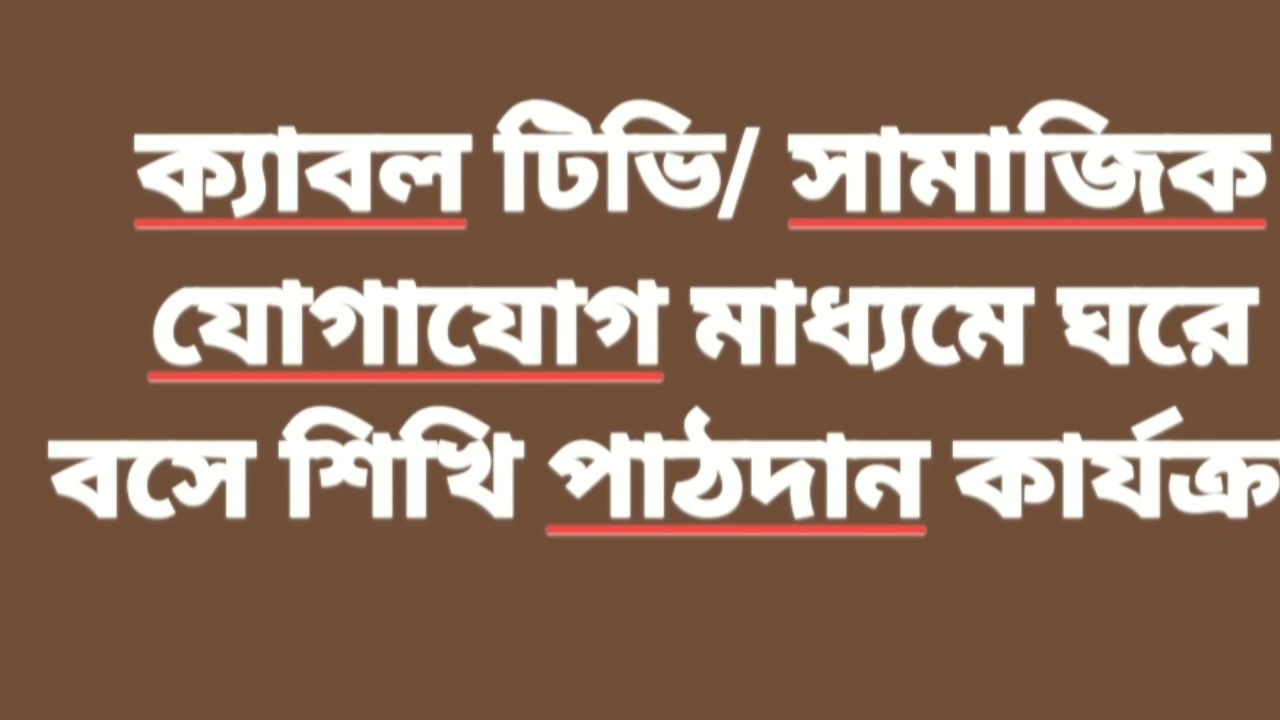 ক্যাবল টিভি/ সামাজিক
যোগাযোগ মাধ্যমে ঘরে
বসে শিখি পাঠদান কার্যক্র